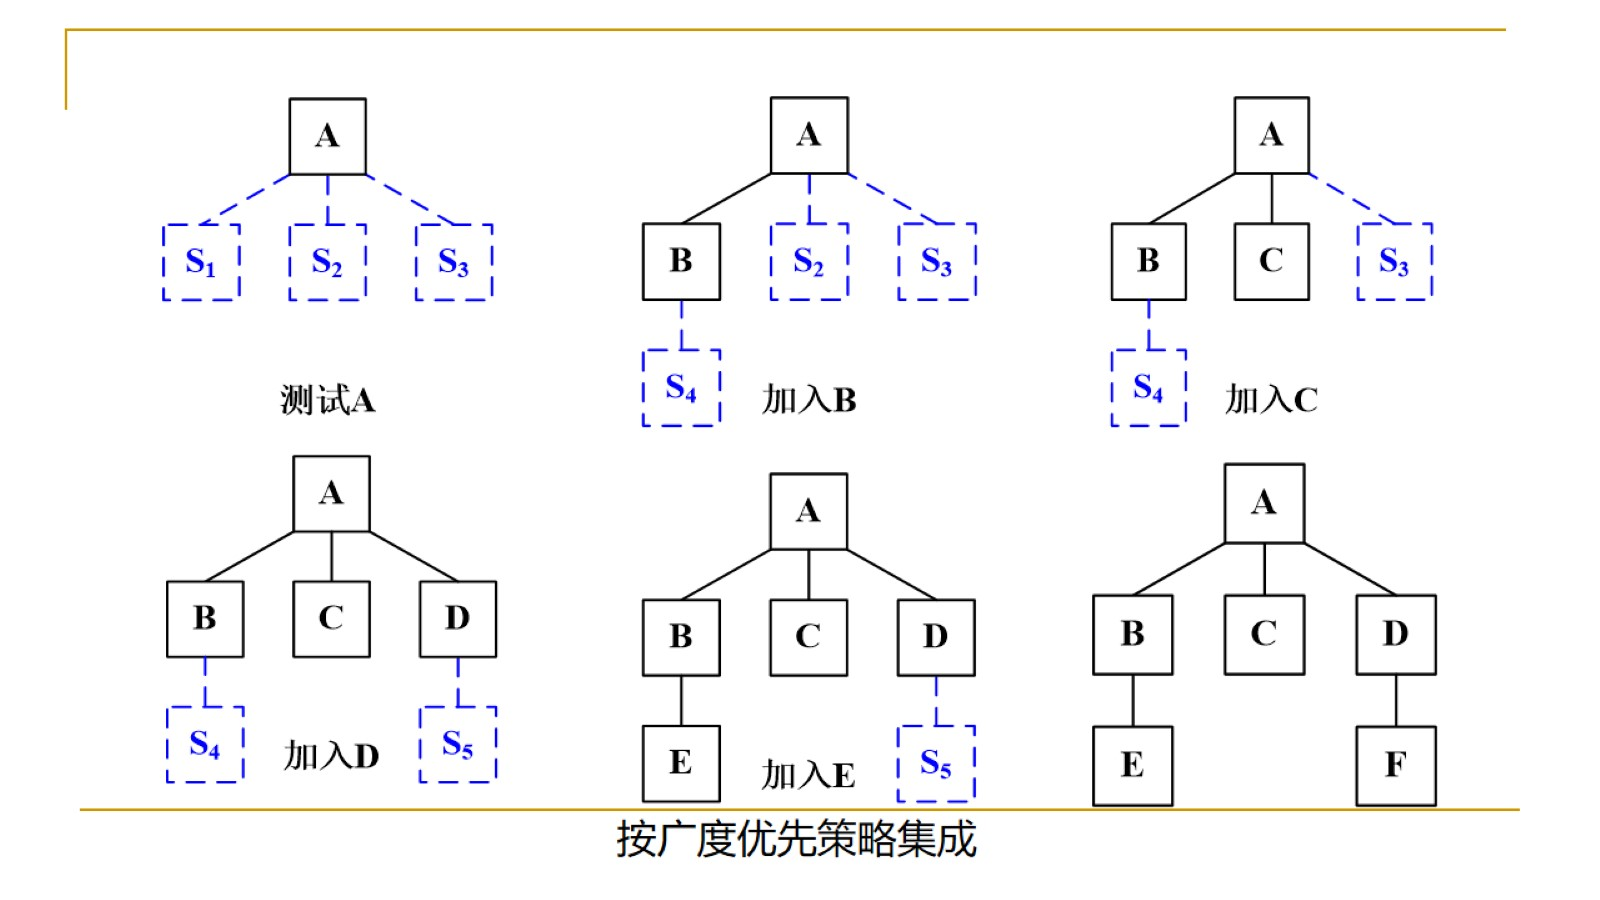 A
S₁ S₂ S₃
测试A
A
B S₂ S₃
S₄
加入B
A
B C S₃
S₄
加入C
A
B C D
S₄ S₅
加入D
A
B C D
E S₅
加入E
A
B C D
E F
按广度优先策略集成